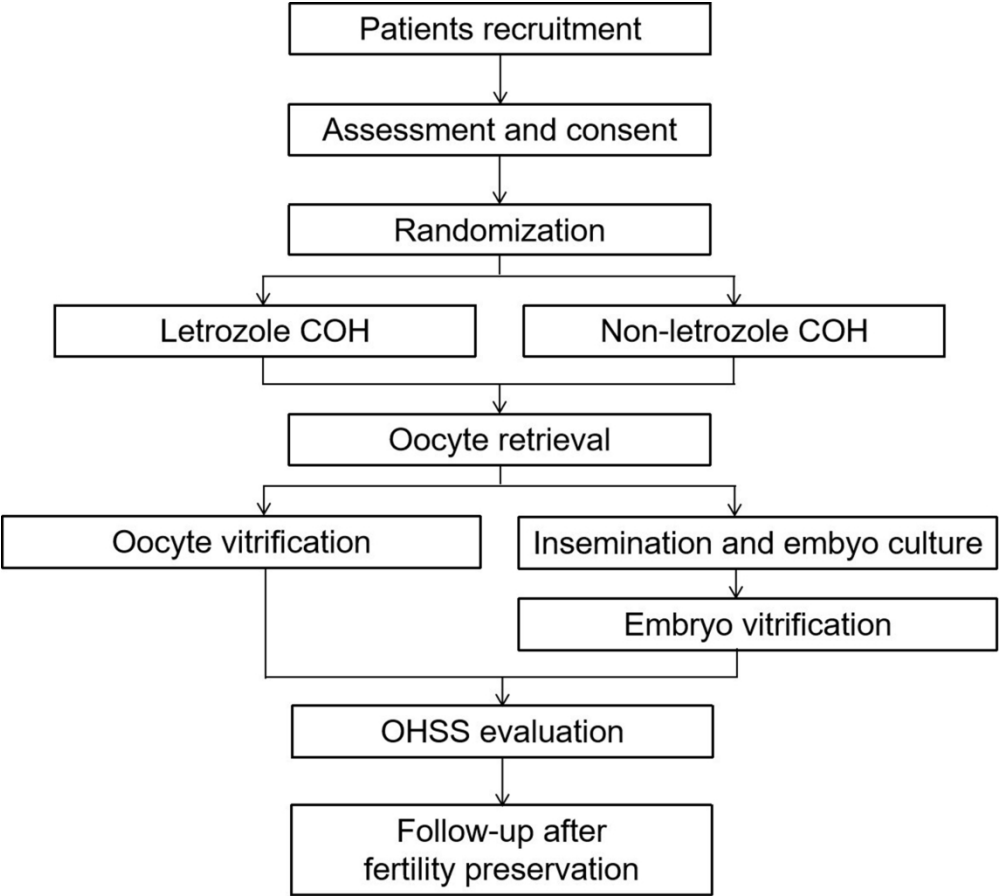 Patients recruitment
Assessment and consent
Randomization
Letrozole COH
Non-letrozole COH
Oocyte retrieval
Oocyte vitrification
Insemination and embyo culture
Embryo vitrification
OHSS evaluation
Follow-up after
fertility preservation